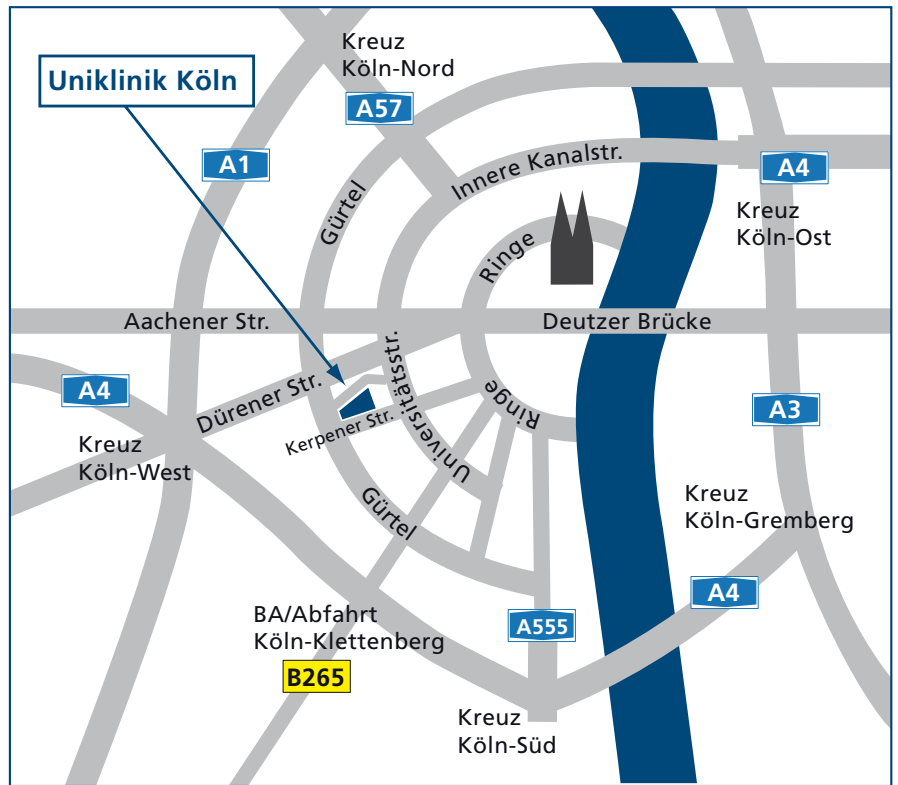 Kreuz
Köln-Nord
Uniklinik Köln
A57
A1
Innere Kanalstr.
A4
Gürtel
Kreuz
Köln-Ost
Ringe
Aachener Str.
Deutzer Brücke
Universitätsstr.
A4
Dürener Str.
Ringe
A3
Kerpener Str.
Kreuz
Köln-West
Gürtel
Kreuz
Köln-Gremberg
A4
BA/Abfahrt
Köln-Klettenberg
A555
B265
Kreuz
Köln-Süd